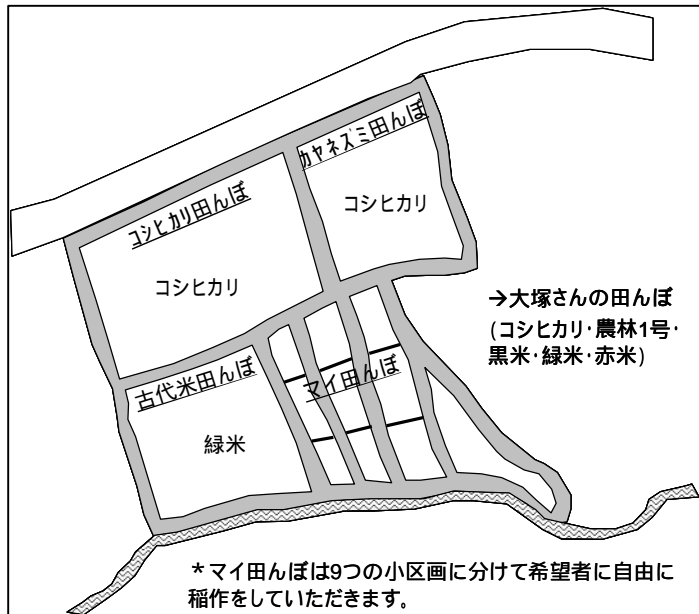 カヤネズミ田んぼ
コシヒカリ
コシヒカリ田んぼ
コシヒカリ
→大塚さんの田んぼ
(コシヒカリ・農林1号・
黒米・緑米・赤米)
マイ田んぼ
古代米田んぼ
緑米
*マイ田んぼは9つの小区画に分けて希望者に自由に
稲作をしていただきます。